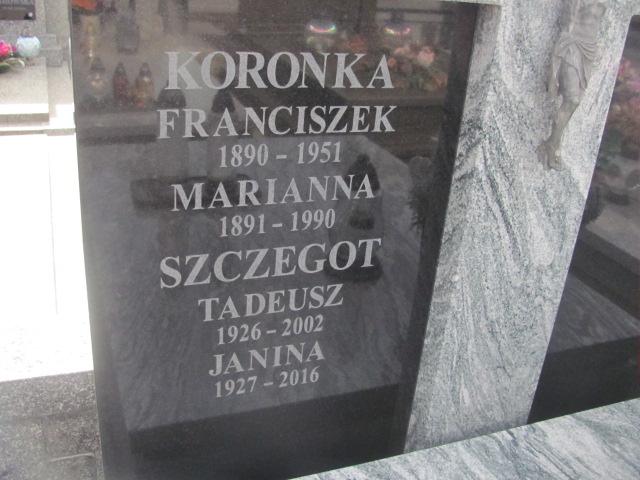 KORONKA
FRANCISZEK
1890 – 1951
MARIANNA
1891 – 1990
SZCZEGOT
TADEUSZ
1926 – 2002
JANINA
1927 – 2016